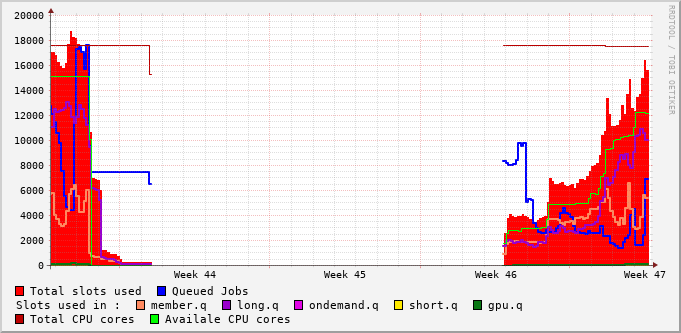 20000
18000
16000
14000
12000
10000
8000
6000
4000
2000
0
Week 44 Week 45 Week 46 Week 47
RRDTOOL / TOBI OETIKER
Total slots used Queued Jobs
Slots used in : member.q long.q ondemand.q short.q gpu.q
Total CPU cores Availale CPU cores